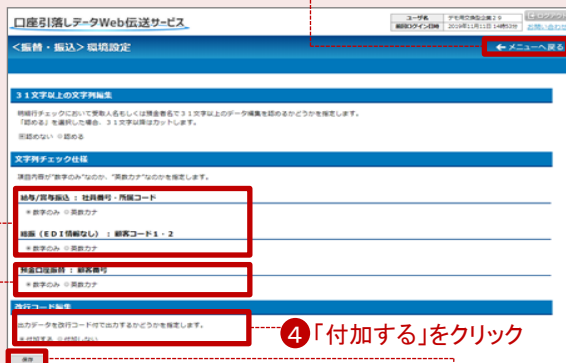 口座引落しデータWeb伝送サービス
ユーザ名 デモ用交換型企業29
前回ログイン日時 2019年11月11日 14時52分
お問い合わせ
<振替・振込>環境設定
←メニューへ戻る
31文字以上の文字列編集
明細行チェックにおいて受取人名もしくは預金者名で31文字以上のデータ編集を認めるかどうかを指定します。
「認める」を選択した場合、31文字以降はカットします。
認めない 認める
文字列チェック仕様
項目内容が"数字のみ"なのか、"英数カナ"なのかを指定します。
給与/賞与振込 : 社員番号・所属コード
数字のみ 英数カナ
総振(EDI情報なし) : 顧客コード1・2
数字のみ 英数カナ
預金口座振替 : 顧客番号
数字のみ 英数カナ
改行コード編集
出力データを改行コード付で出力するかどうかを指定します。
付加する 付加しない
4「付加する」をクリック
保存